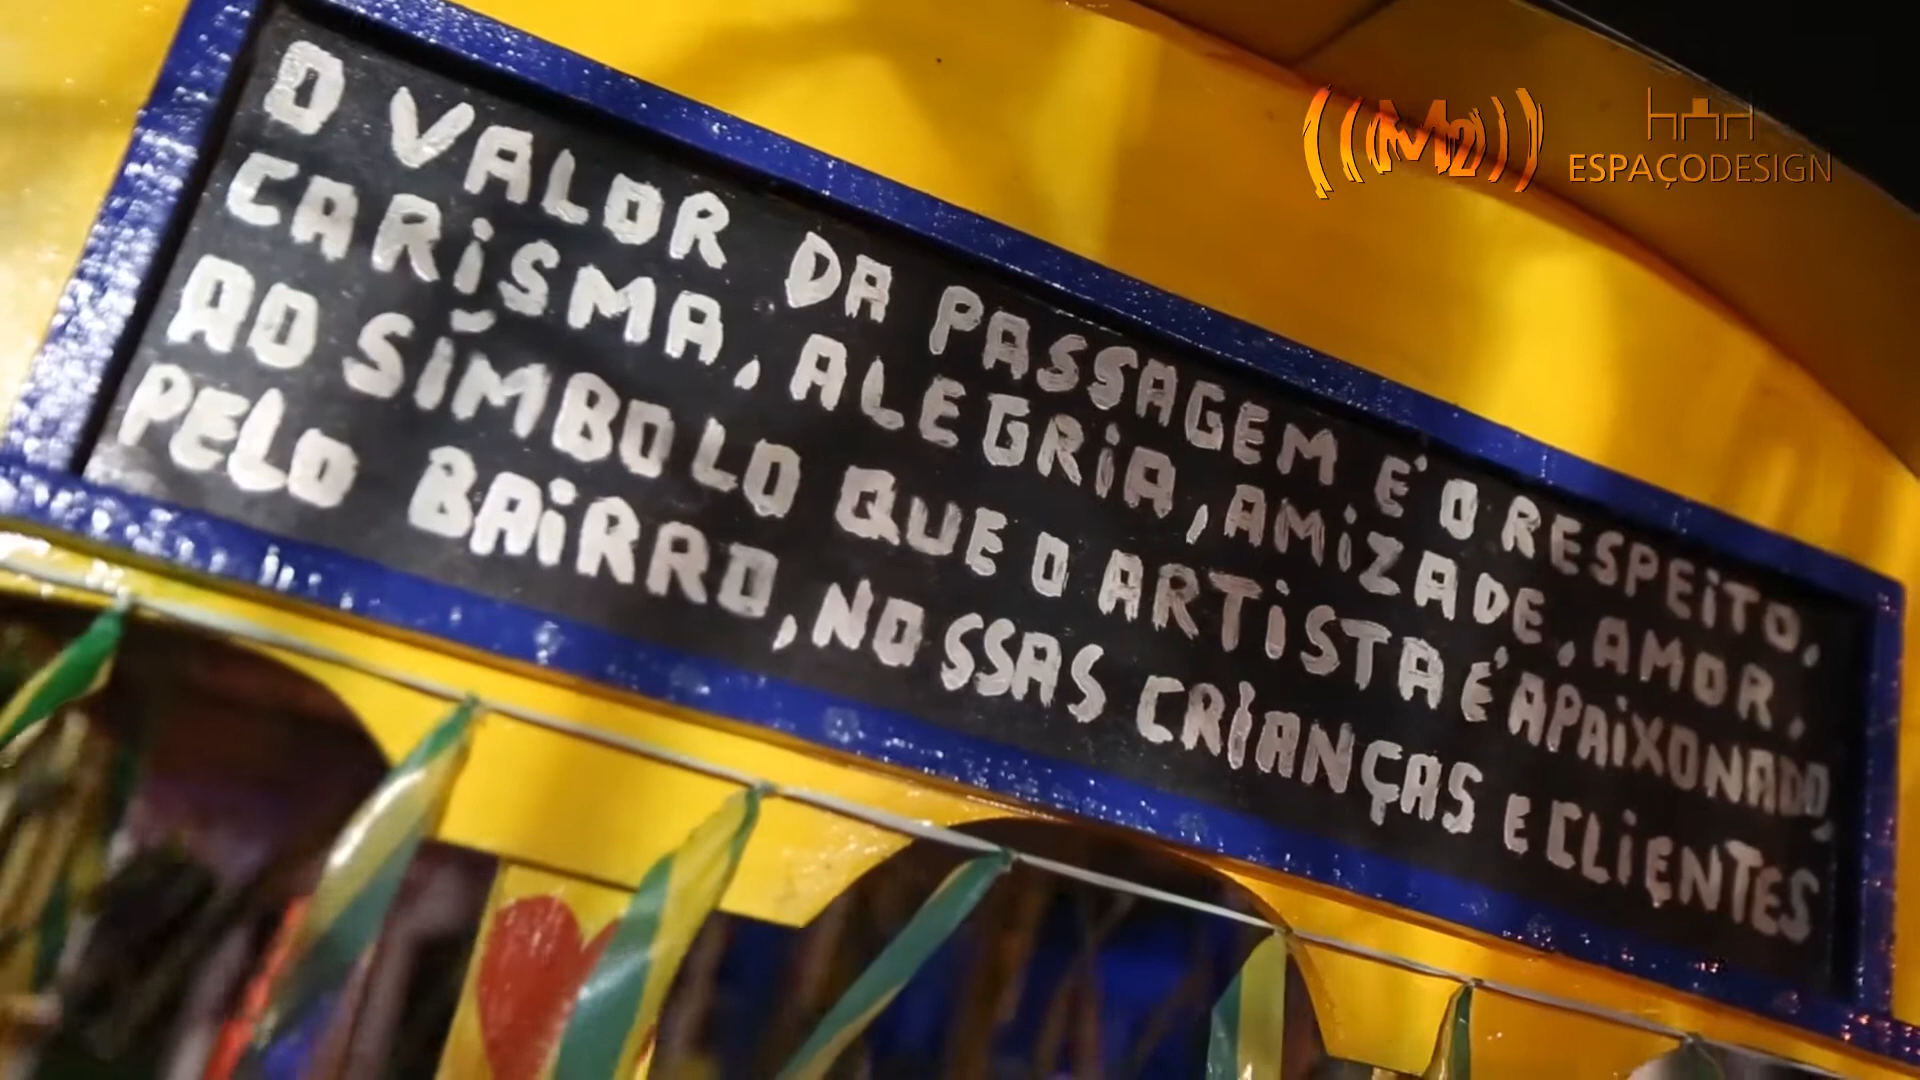 ((M2))
ESPAÇODESIGN
O VALOR DA PASSAGEM É O RESPEITO,
CARISMA, ALEGRIA, AMIZADE, AMOR,
AO SÍMBOLO QUE O ARTISTA É APAIXONADO,
PELO BAIRRO, NOSSAS CRIANÇAS E CLIENTES